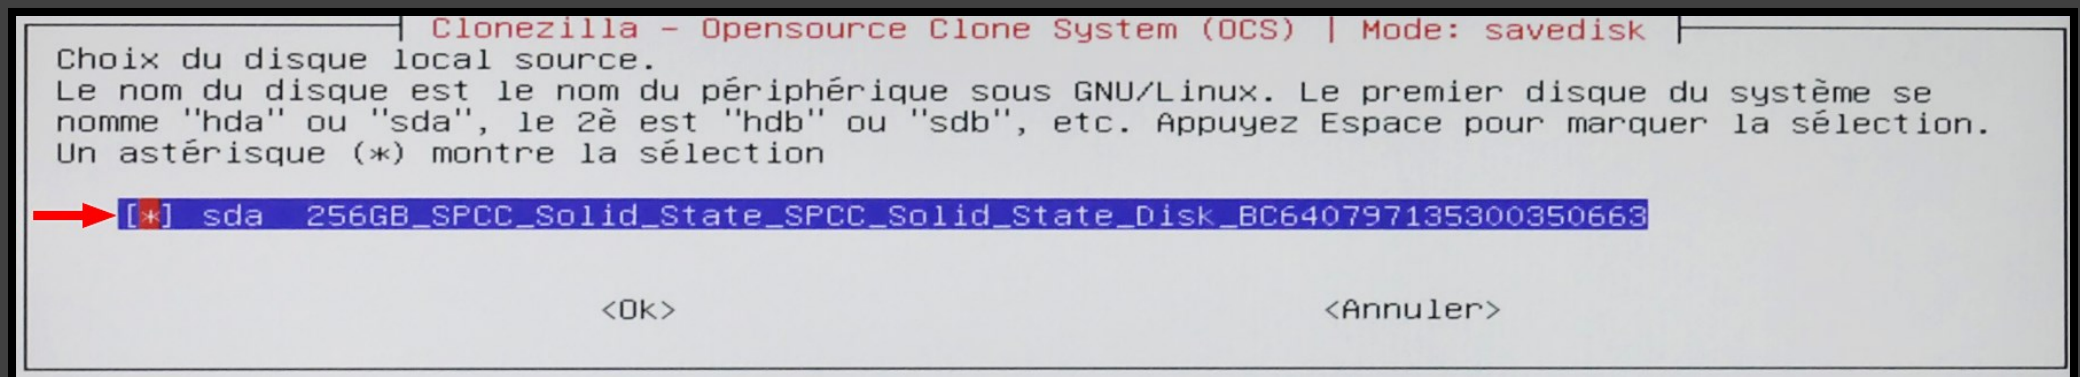 Clonezilla - Opensource Clone System (OCS) | Mode: savedisk
Choix du disque local source.
Le nom du disque est le nom du périphérique sous GNU/Linux. Le premier disque du système se
nomme "hda" ou "sda", le 2è est "hdb" ou "sdb", etc. Appuyez Espace pour marquer la sélection.
Un astérisque (*) montre la sélection
[*] sda 256GB_SPCC_Solid_State_SPCC_Solid_State_Disk_BC640797135300350663
<Ok> <Annuler>